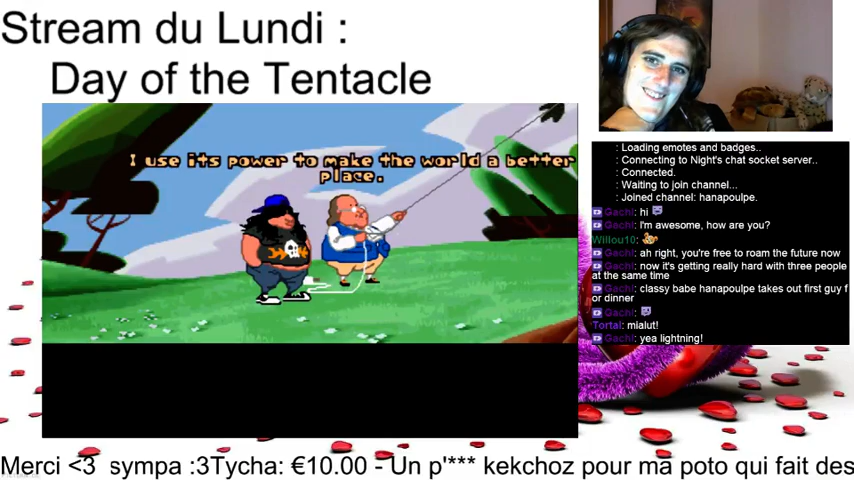 Stream du Lundi :
Day of the Tentacle
I use its power to make the world a better
place.
: Loading emotes and badges..
: Connecting to Night's chat socket server..
: Connected.
: Waiting to join channel...
: Joined channel: hanapoulpe.
Gachi: hi
Gachi: I'm awesome, how are you?
Willou10:
Gachi: ah right, you're free to roam the future now
Gachi: now it's getting really hard with three people
at the same time
Gachi: classy babe hanapoulpe takes out first guy f
or dinner
Gachi:
Tortai: mialut!
Gachi: yea lightning!
Merci <3 sympa :3Tycha: €10.00 - Un p'*** kekchoz pour ma poto qui fait des